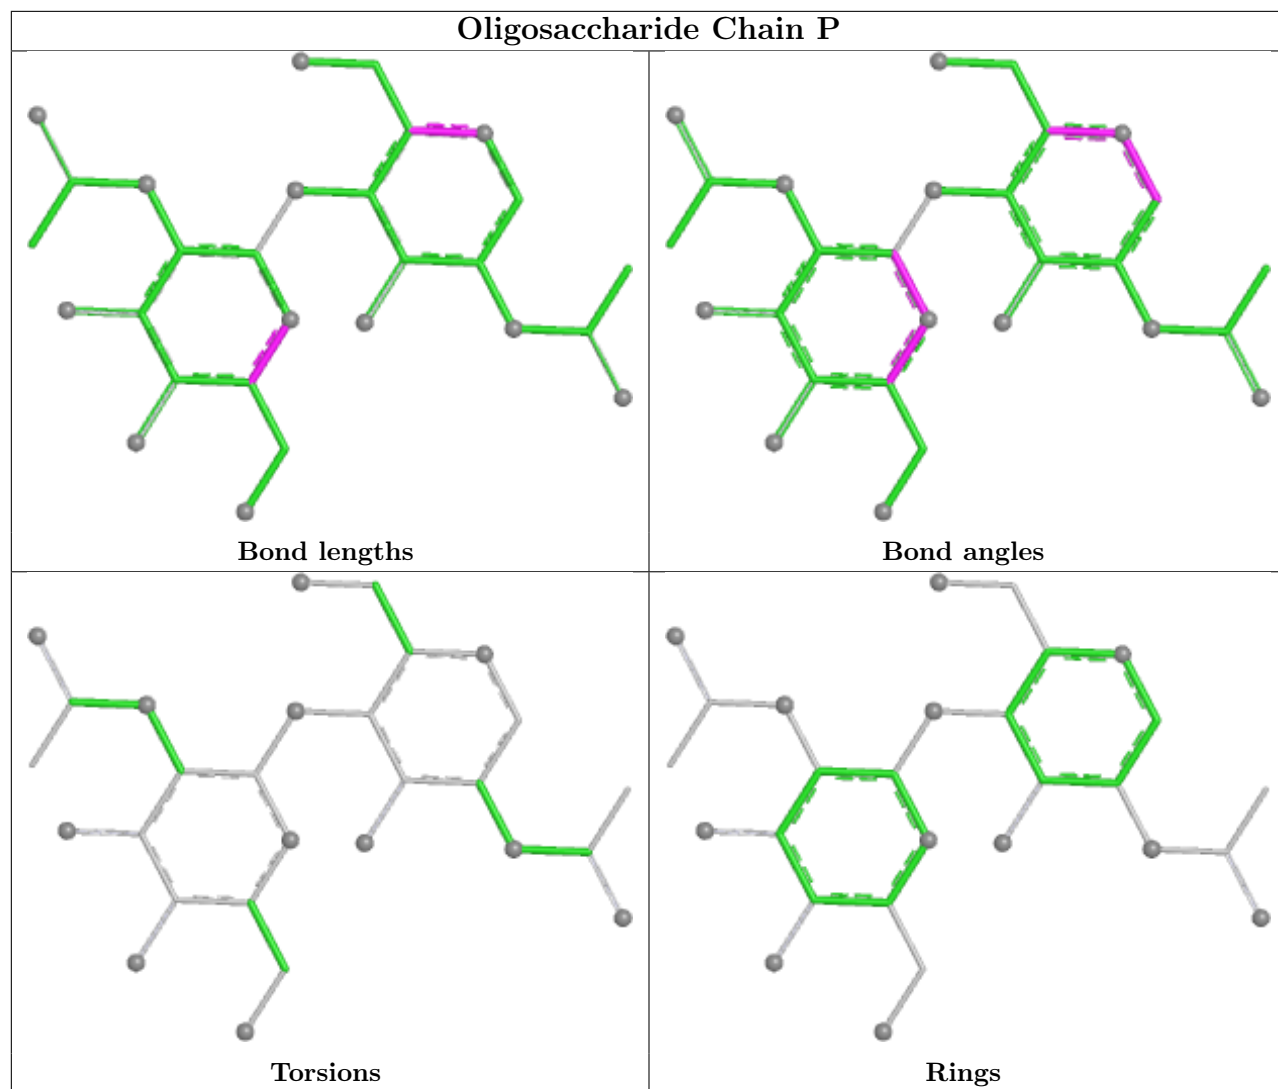 Oligosaccharide Chain P
Bond lengths
Bond angles
Torsions
Rings